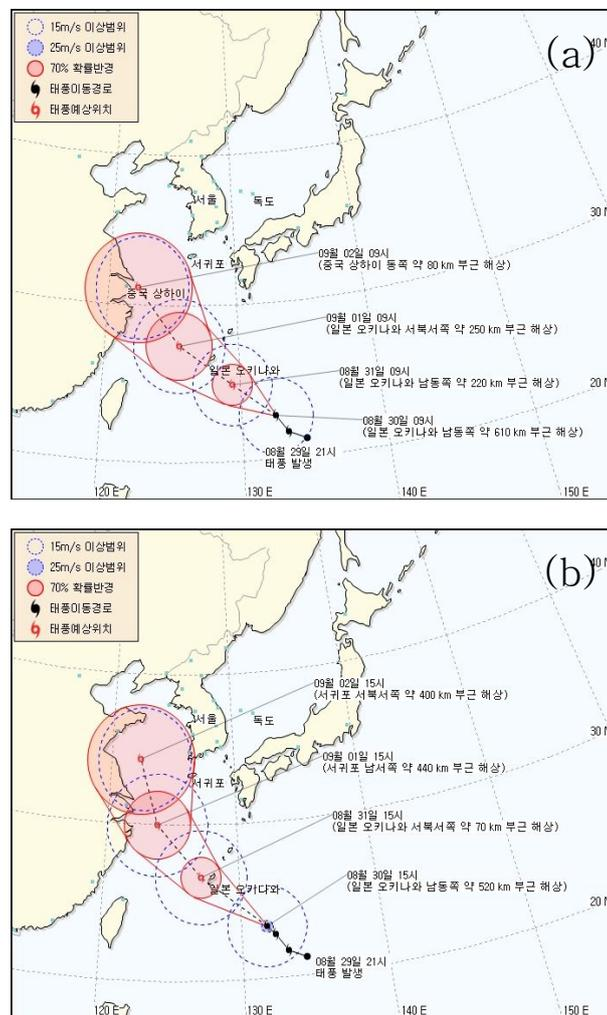 15m/s 이상범위
25m/s 이상범위
70% 확률반경
태풍이동경로
태풍예상위치
(a)
40 N
서울
독도
30 N
서귀포
09월 02일 09시
(중국 상하이 동쪽 약 80 km 부근 해상)
중국 상하이
09월 01일 09시
(일본 오키나와 서북서쪽 약 250 km 부근 해상)
일본 오키나와
08월 31일 09시
(일본 오키나와 남동쪽 약 220 km 부근 해상)
20 N
08월 30일 09시
(일본 오키나와 남동쪽 약 610 km 부근 해상)
08월 29일 21시
태풍 발생
120 E
130 E
140 E
150 E
15m/s 이상범위
25m/s 이상범위
70% 확률반경
태풍이동경로
태풍예상위치
(b)
40 N
09월 02일 15시
(서귀포 서북서쪽 약 400 km 부근 해상)
서울
독도
30 N
09월 01일 15시
(서귀포 남서쪽 약 440 km 부근 해상)
서귀포
08월 31일 15시
(일본 오키나와 서북서쪽 약 70 km 부근 해상)
08월 30일 15시
(일본 오키나와 남동쪽 약 520 km 부근 해상)
일본 오키나와
20 N
08월 29일 21시
태풍 발생
120 E
130 E
140 E
150 E